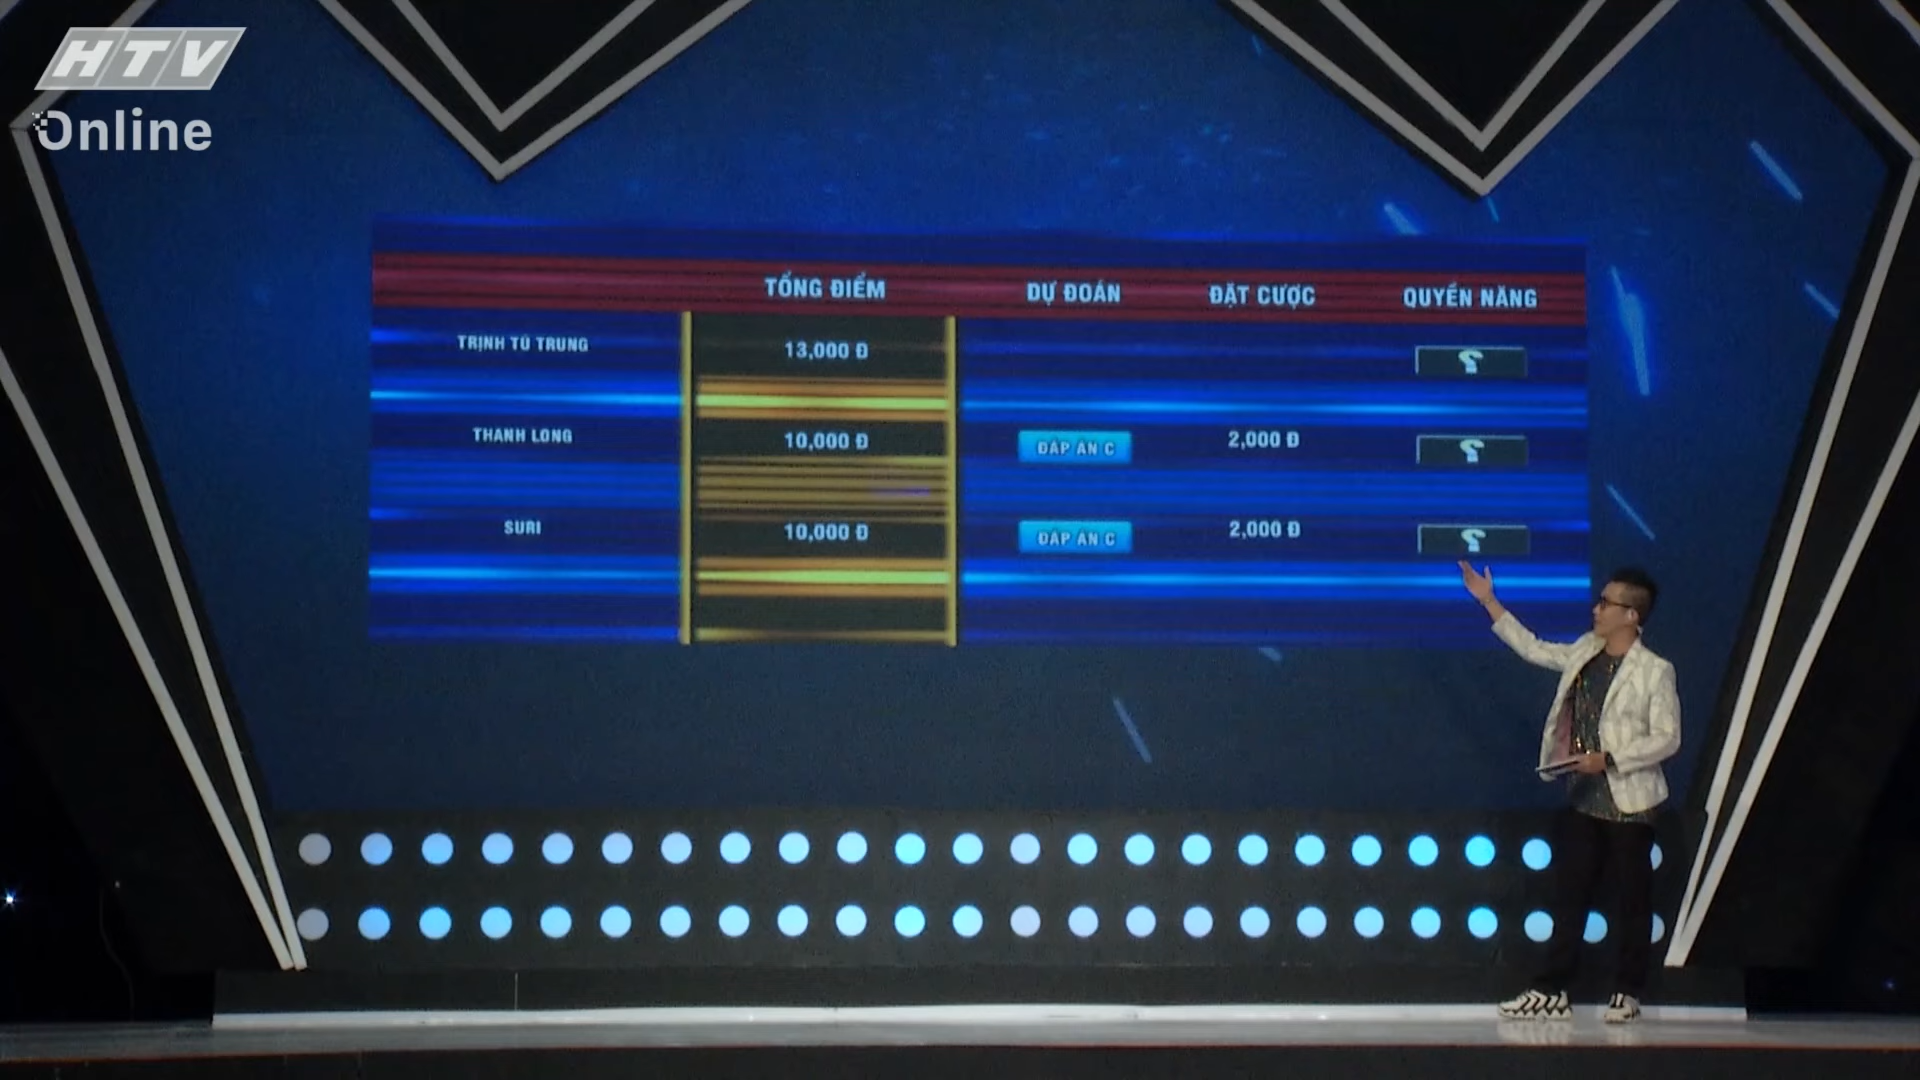 HTV
Online
TỔNG ĐIỂM DỰ ĐOÁN ĐẶT CƯỢC QUYỀN NĂNG
TRỊNH TÚ TRUNG 13,000 Đ ?
THANH LONG 10,000 Đ ĐÁP ÁN C 2,000 Đ ?
SURI 10,000 Đ ĐÁP ÁN C 2,000 Đ ?